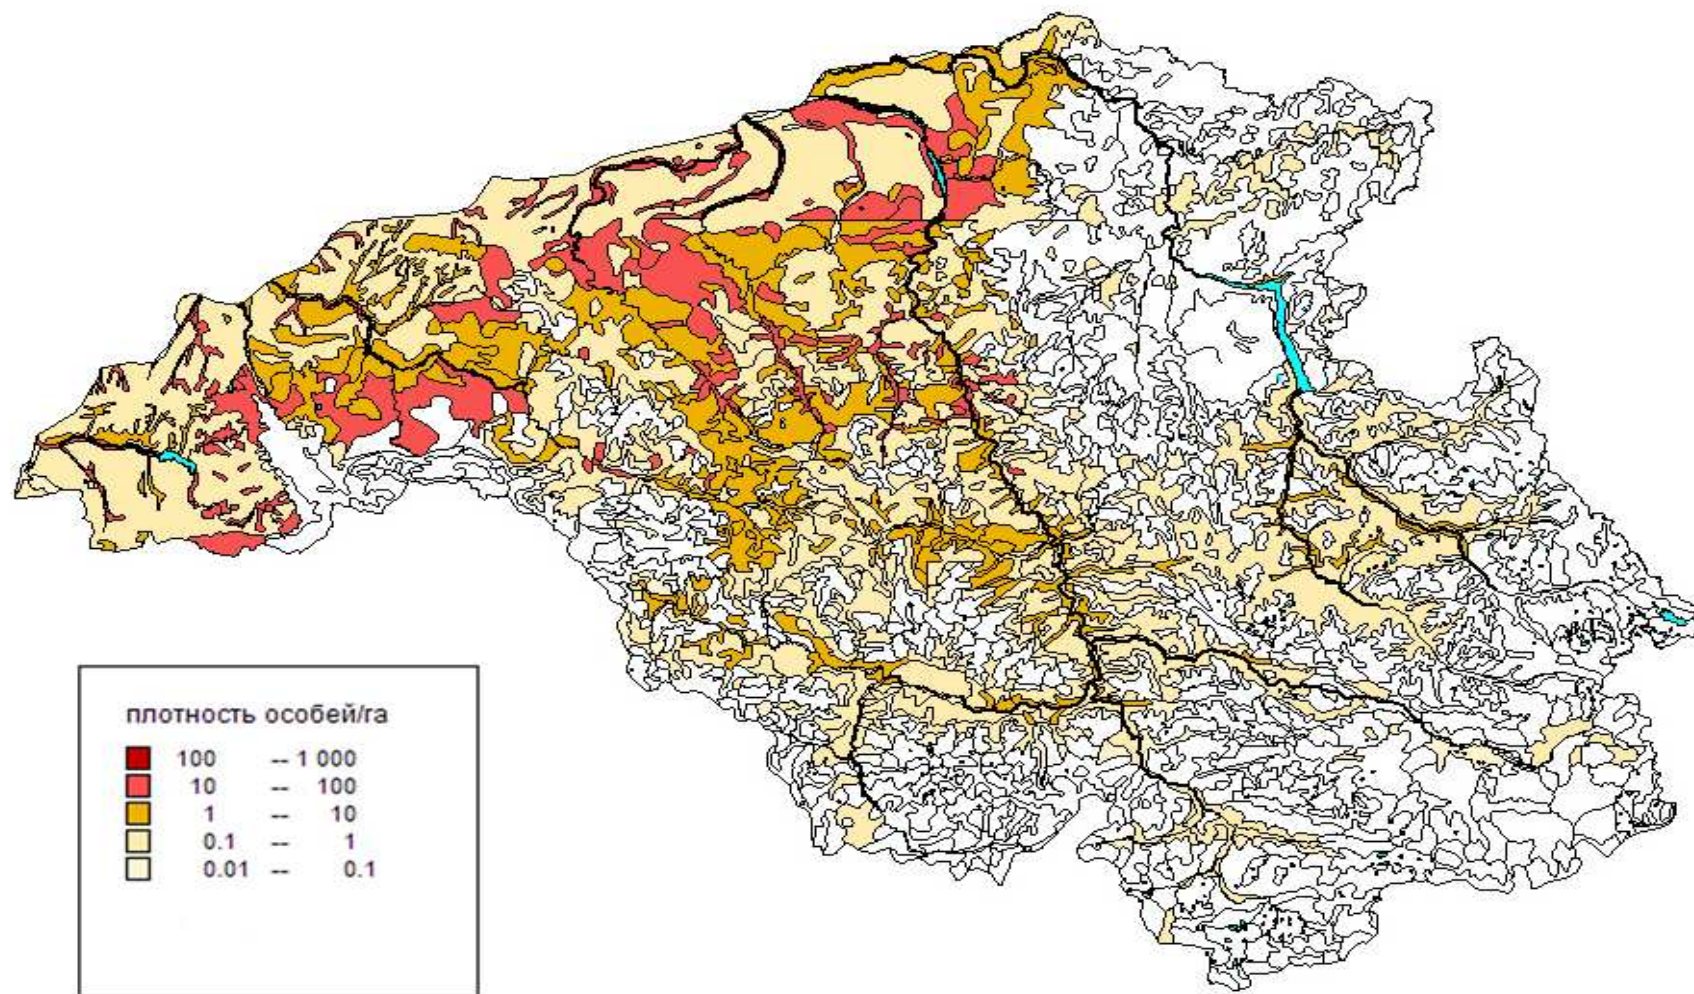 плотность особей/га
100 -- 1 000
10 -- 100
1 -- 10
0.1 -- 1
0.01 -- 0.1